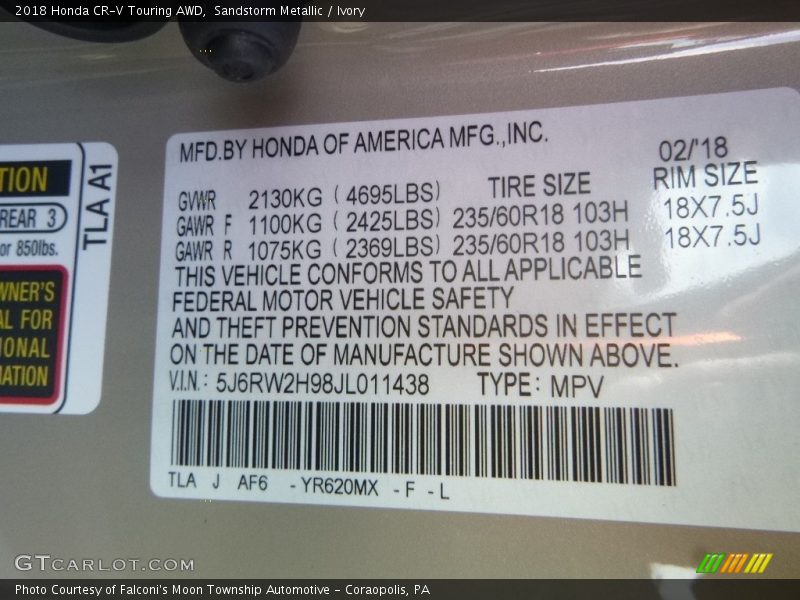 2018 Honda CR-V Touring AWD, Sandstorm Metallic / Ivory
TION
REAR 3
or 850lbs.
WNER'S
AL FOR
IONAL
MATION
TLA A1
MFD.BY HONDA OF AMERICA MFG.,INC.
02/'18
GVWR 2130KG (4695LBS) TIRE SIZE RIM SIZE
GAWR F 1100KG (2425LBS) 235/60R18 103H 18X7.5J
GAWR R 1075KG (2369LBS) 235/60R18 103H 18X7.5J
THIS VEHICLE CONFORMS TO ALL APPLICABLE
FEDERAL MOTOR VEHICLE SAFETY
AND THEFT PREVENTION STANDARDS IN EFFECT
ON THE DATE OF MANUFACTURE SHOWN ABOVE.
V.I.N.: 5J6RW2H98JL011438 TYPE: MPV
TLA J AF6 -YR620MX -F -L
GTCARLOT.COM
Photo Courtesy of Falconi's Moon Township Automotive - Coraopolis, PA